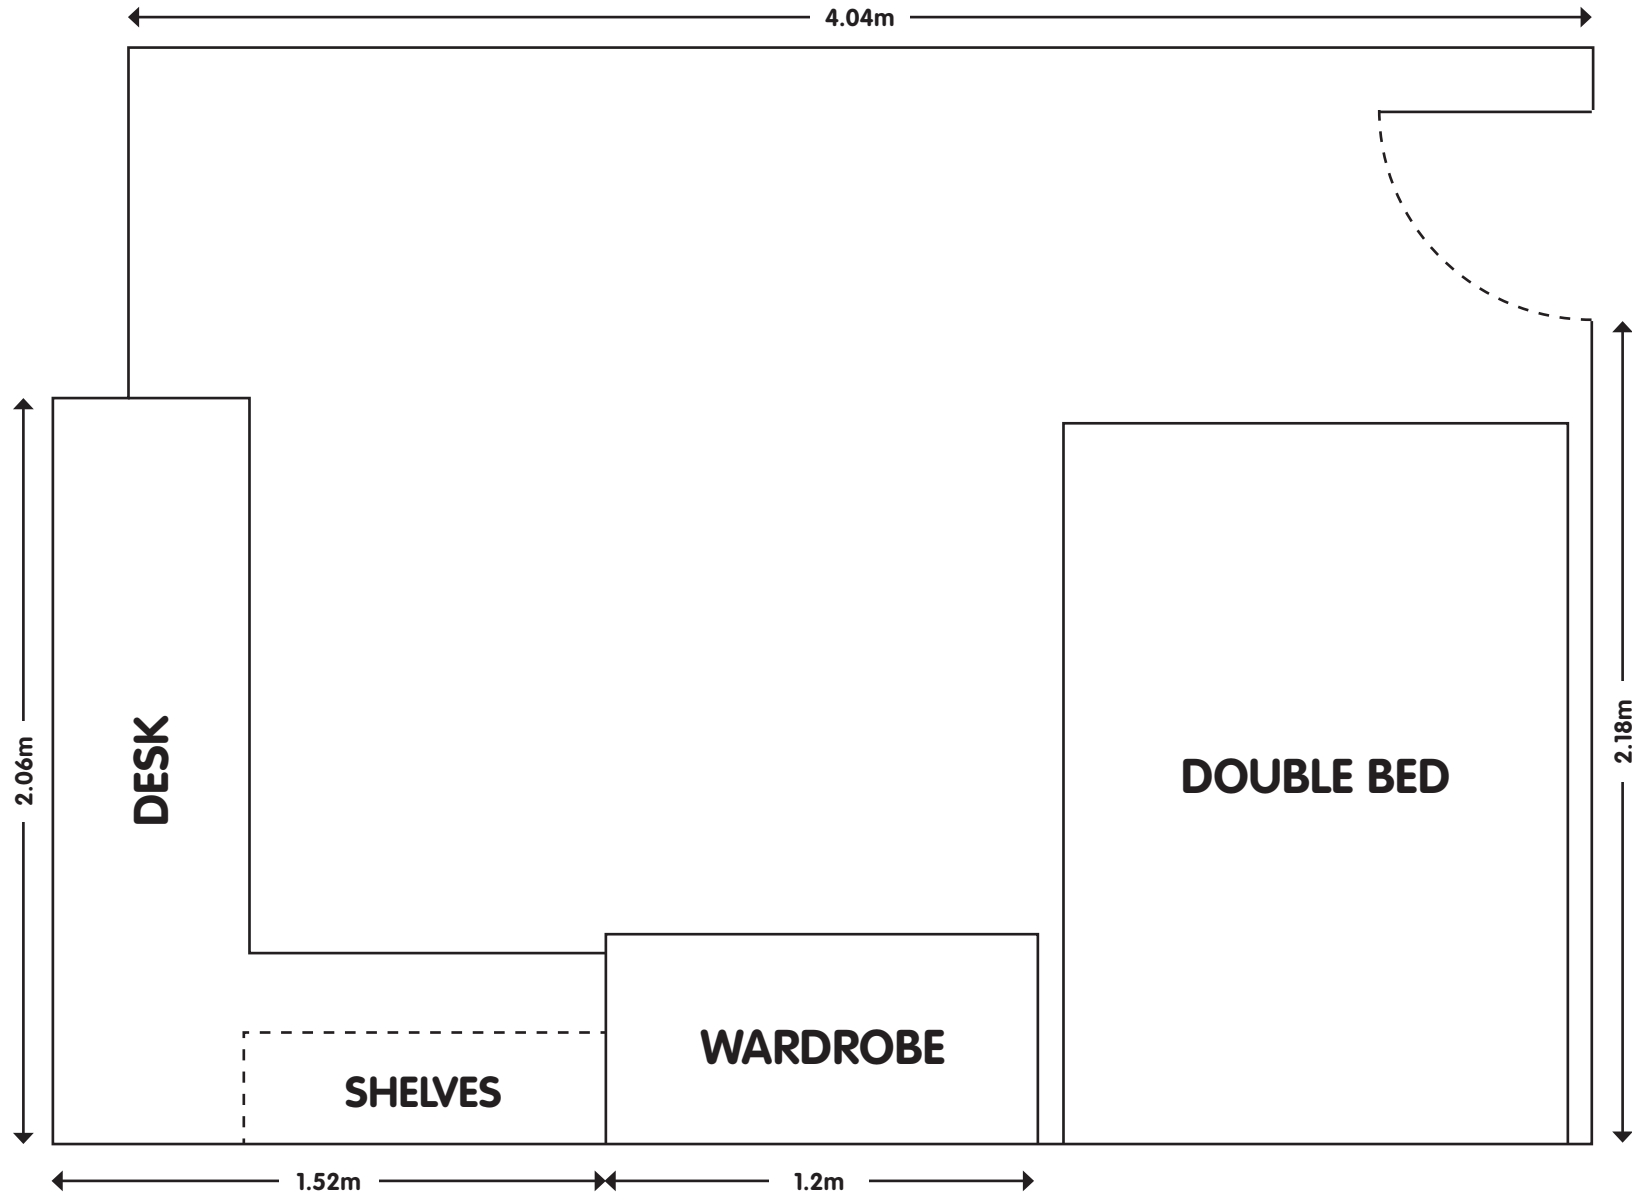 4.04m
2.06m
DESK
DOUBLE BED
2.18m
WARDROBE
SHELVES
1.52m
1.2m